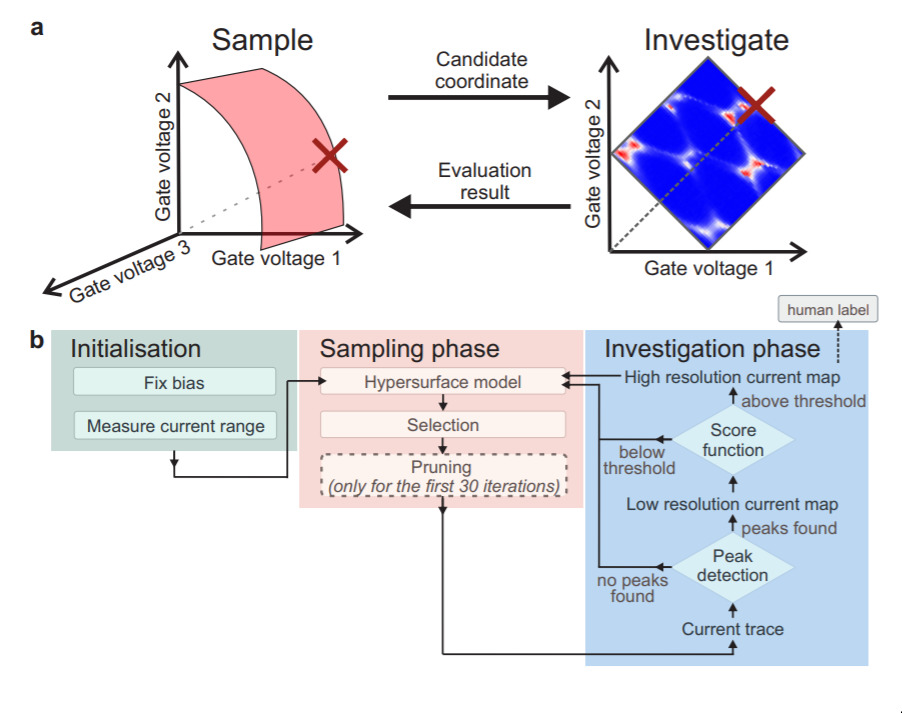 a
Sample
Gate voltage 2
Gate voltage 1
Gate voltage 3
Candidate
coordinate
Evaluation
result
Investigate
Gate voltage 2
Gate voltage 1
b
Initialisation
Fix bias
Measure current range
Sampling phase
Hypersurface model
Selection
Pruning
(only for the first 30 iterations)
human label
Investigation phase
High resolution current map
above threshold
Score
function
below
threshold
Low resolution current map
peaks found
Peak
detection
no peaks
found
Current trace